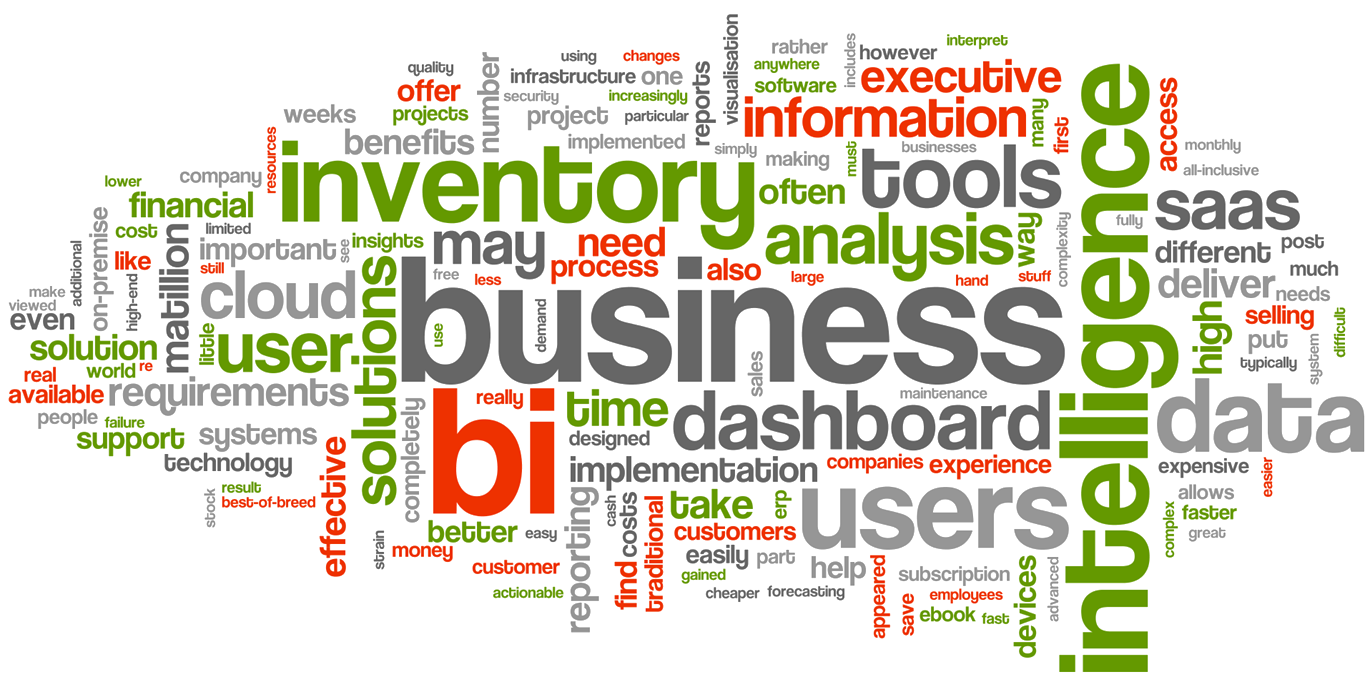 visualisation
rather
includes
however
interpret
using
changes
anywhere
quality
number
infrastructure
one
reports
software
executive
intelligence
access
offer
security
increasingly
information
many
first
weeks
projects
project
particular
benefits
implemented
simply
making
must
businesses
tools
monthly
resources
inventory
all-inclusive
lower
company
often
financial
saas
cost
limited
important
see
insights
may
need
analysis
way
complexity
fully
different
post
on-premise
additional
like
matillion
still
free
less
process
also
large
hand
stuff
much
make
viewed
high-end
re
cloud
solutions
business
deliver
needs
even
little
user
use
demand
high
selling
difficult
solution
world
sales
put
typically
system
real
available
requirements
really
bi
time
dashboard
maintenance
data
people
failure
completely
designed
support
systems
technology
effective
implementation
companies
experience
expensive
easier
stock
result
best-of-breed
reporting
cash
costs
traditional
take
erp
users
allows
faster
complex
great
strain
money
better
easy
customers
easily
part
customer
find
gained
help
subscription
devices
advanced
actionable
cheaper
forecasting
appeared
save
employees
ebook
fast